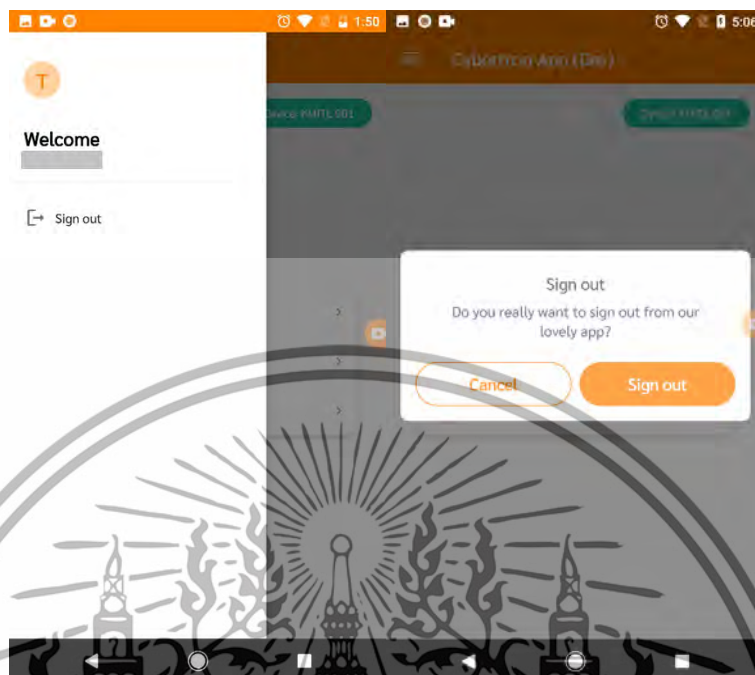 1:50
T
Welcome
Sign out
5:06
Sign out
Do you really want to sign out from our
lovely app?
Cancel
Sign out